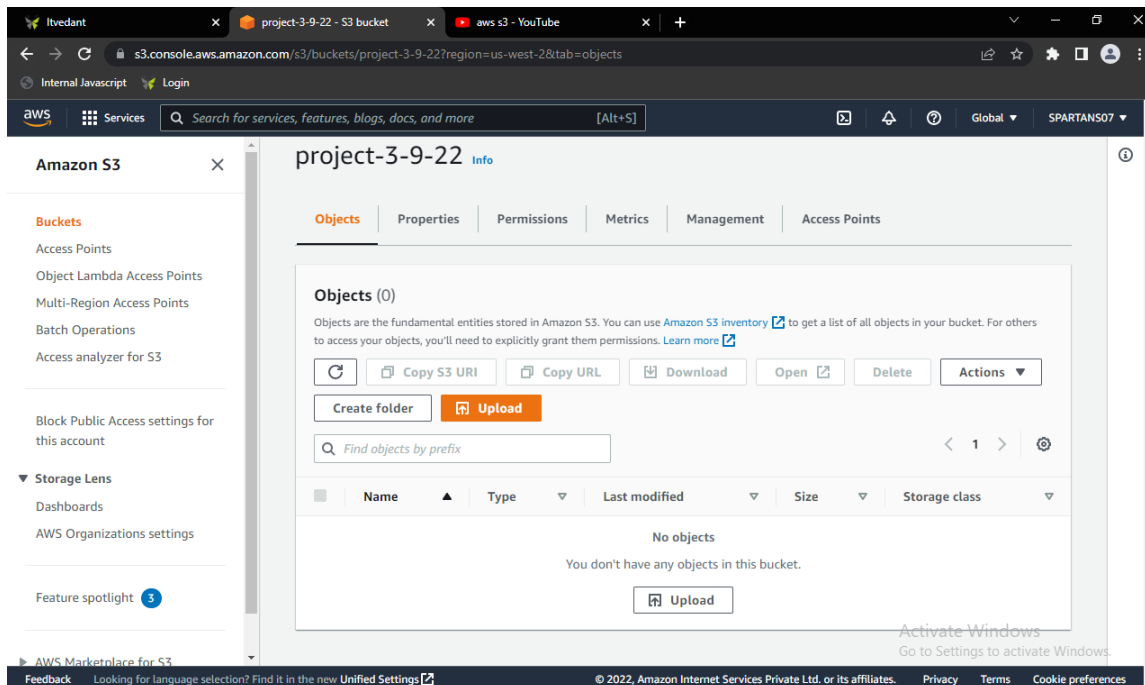 Itvedant
project-3-9-22 - S3 bucket
aws s3 - YouTube
s3.console.aws.amazon.com/s3/buckets/project-3-9-22?region=us-west-2&tab=objects
Internal Javascript Login
aws Services Search for services, features, blogs, docs, and more [Alt+S] Global SPARTANS07
Amazon S3
Buckets
Access Points
Object Lambda Access Points
Multi-Region Access Points
Batch Operations
Access analyzer for S3
Block Public Access settings for
this account
Storage Lens
Dashboards
AWS Organizations settings
Feature spotlight 3
AWS Marketplace for S3
project-3-9-22 Info
Objects Properties Permissions Metrics Management Access Points
Objects (0)
Objects are the fundamental entities stored in Amazon S3. You can use Amazon S3 inventory to get a list of all objects in your bucket. For others
to access your objects, you'll need to explicitly grant them permissions. Learn more
Copy S3 URI Copy URL Download Open Delete Actions
Create folder Upload
Find objects by prefix 1
Name Type Last modified Size Storage class
No objects
You don't have any objects in this bucket.
Upload
Activate Windows
Go to Settings to activate Windows.
Feedback Looking for language selection? Find it in the new Unified Settings © 2022, Amazon Internet Services Private Ltd. or its affiliates. Privacy Terms Cookie preferences